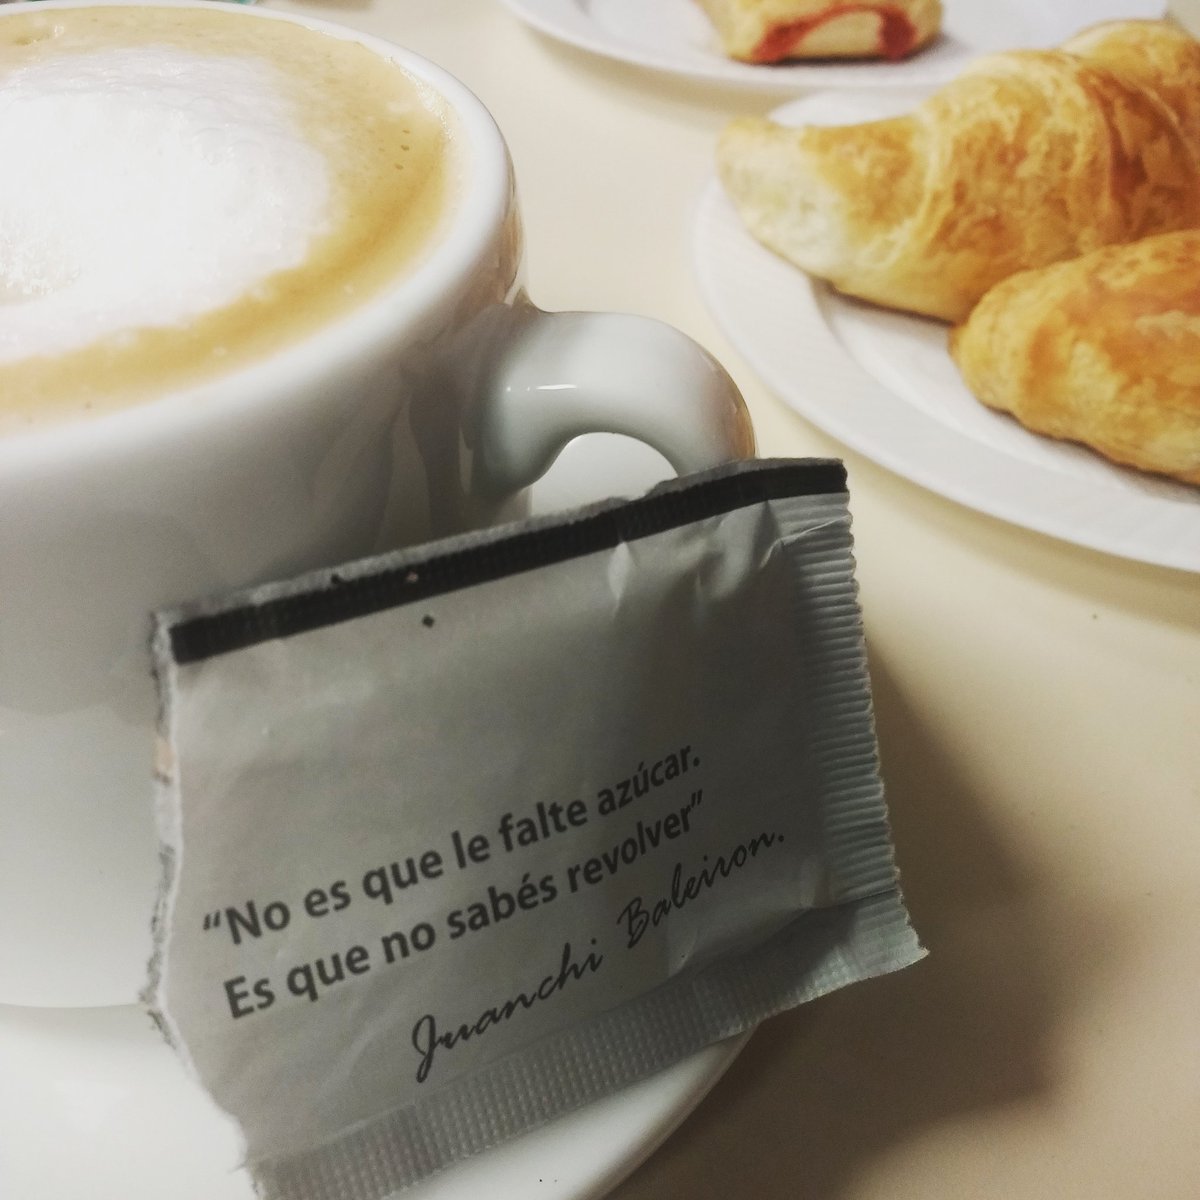 “No es que le falte azúcar.
Es que no sabés revolver”
Juanchi Baleiron.